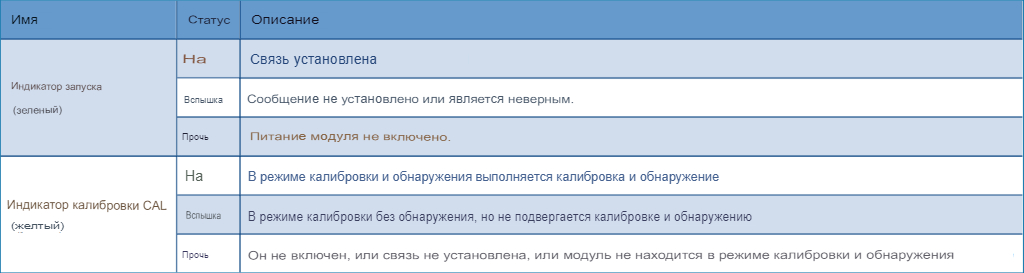 Имя Статус Описание
Индикатор запуска
(зеленый)
На Связь установлена
Вспышка Сообщение не установлено или является неверным.
Прочь Питание модуля не включено.
Индикатор калибровки CAL
(желтый)
На В режиме калибровки и обнаружения выполняется калибровка и обнаружение
Вспышка В режиме калибровки без обнаружения, но не подвергается калибровке и обнаружению
Прочь Он не включен, или связь не установлена, или модуль не находится в режиме калибровки и обнаружения